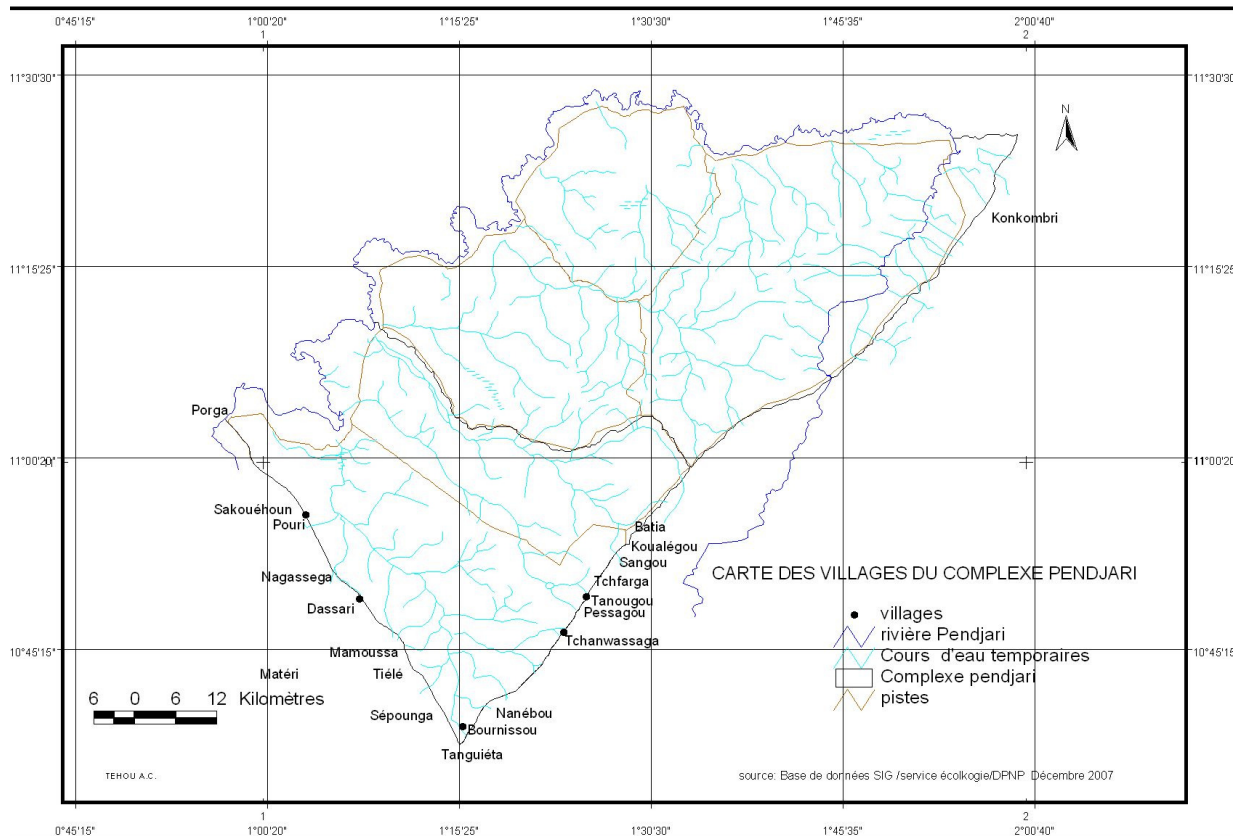 0°45'15" 1°00'20" 1°15'25" 1°30'30" 1°45'35" 2°00'40"
1 2
11°30'30" 11°30'30"
N
Konkombri
11°15'25" 11°15'25"
Porga
11°00'20" 11°00'20"
Sakouéhoun
Pouri
Batia
Koualégou
Sangou
Nagassega
Tchfarga
CARTE DES VILLAGES DU COMPLEXE PENDJARI
Dassari
Tanougou
Pessagou
villages
Tchanwassaga
rivière Pendjari
10°45'15" 10°45'15"
Mamoussa
Cours d'eau temporaires
Matéri
Tiélé
Complexe pendjari
6 0 6 12 Kilomètres
pistes
Sépounga
Nanébou
Bournissou
Tanguiéta
TEHOU A.C.
source: Base de données SIG /service écolkogie/DPNP Décembre 2007
1 2
0°45'15" 1°00'20" 1°15'25" 1°30'30" 1°45'35" 2°00'40"